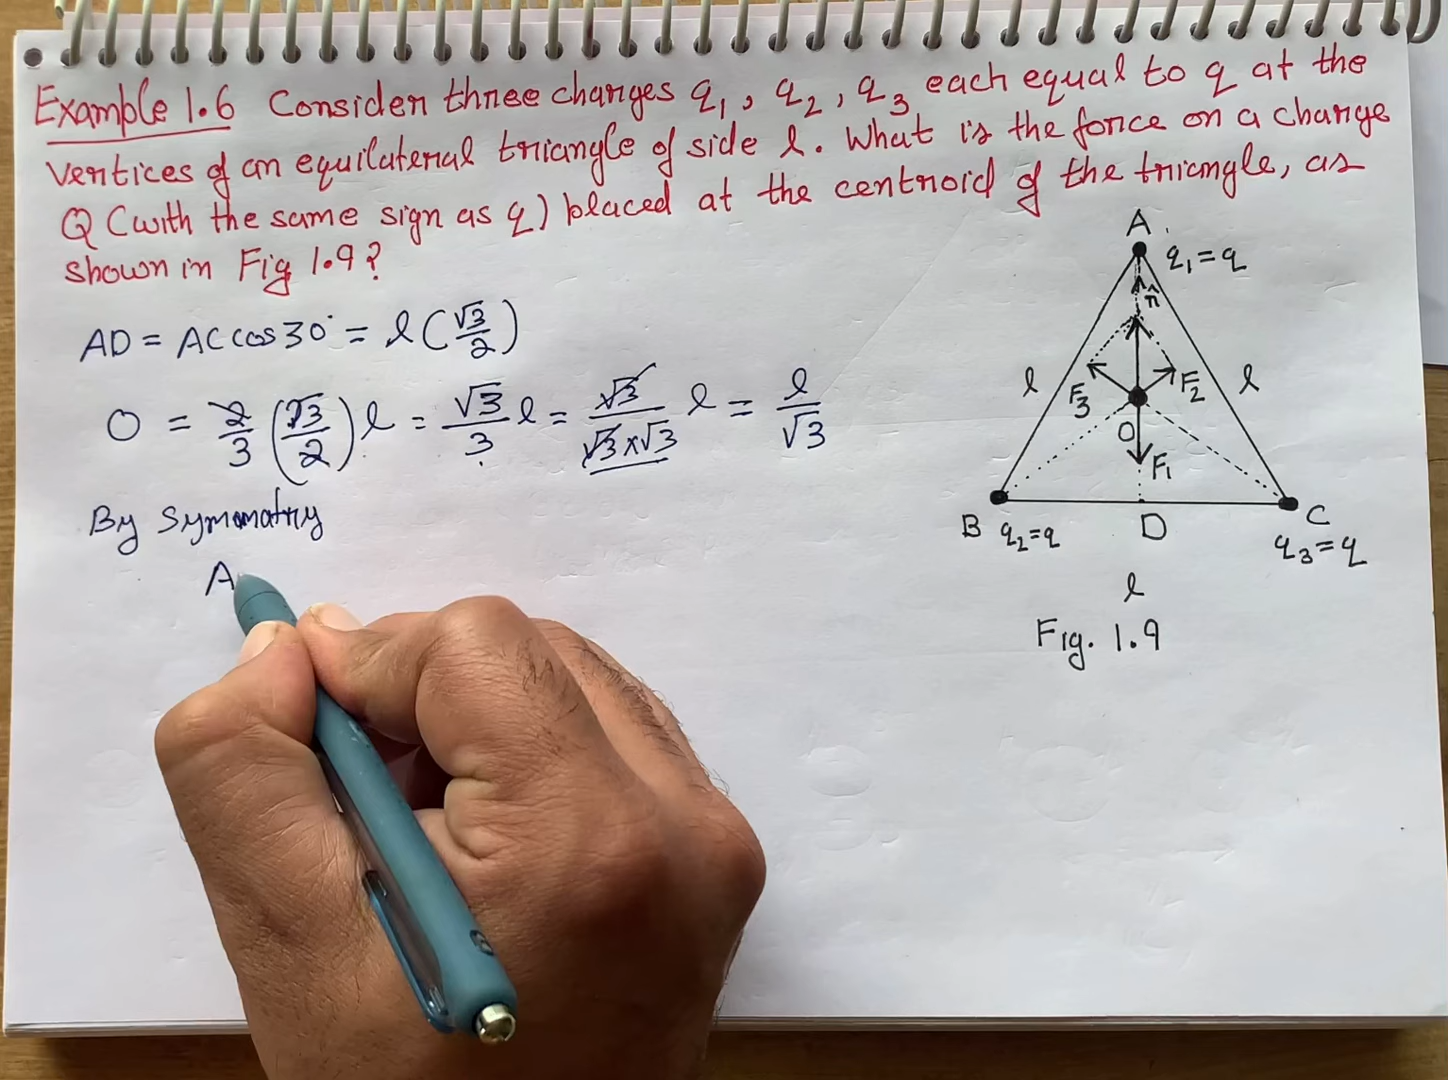 Example 1.6 Consider three charges q₁, q₂, q₃ each equal to q at the
vertices of an equilateral triangle of side l. What is the force on a charge
Q (with the same sign as q) placed at the centroid of the triangle, as
shown in Fig 1.9?
AD = AC cos30° = l(√3/2)
O = 2/3 (√3/2) l = √3/3 l = √3/(√3×√3) l = l/√3
By Symmatry
A
A
q₁ = q
n̂
l
F₃
F₂
l
O
F₁
B q₂=q
D
C
q₃ = q
l
Fig. 1.9